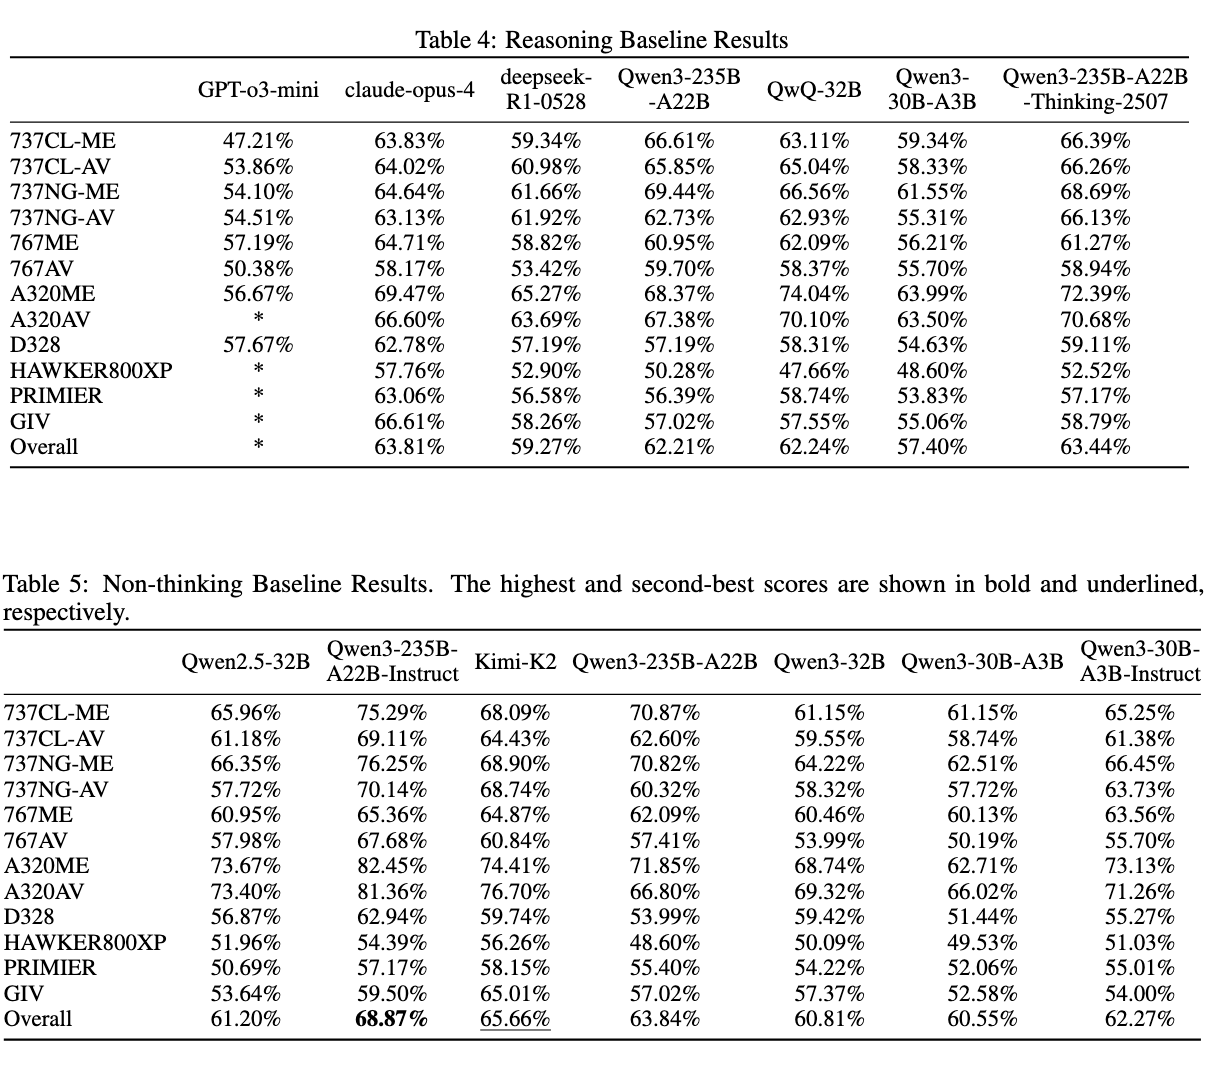 Table 4: Reasoning Baseline Results
GPT-o3-mini claude-opus-4 deepseek-R1-0528 Qwen3-235B-A22B QwQ-32B Qwen3-30B-A3B Qwen3-235B-A22B-Thinking-2507
737CL-ME 47.21% 63.83% 59.34% 66.61% 63.11% 59.34% 66.39%
737CL-AV 53.86% 64.02% 60.98% 65.85% 65.04% 58.33% 66.26%
737NG-ME 54.10% 64.64% 61.66% 69.44% 66.56% 61.55% 68.69%
737NG-AV 54.51% 63.13% 61.92% 62.73% 62.93% 55.31% 66.13%
767ME 57.19% 64.71% 58.82% 60.95% 62.09% 56.21% 61.27%
767AV 50.38% 58.17% 53.42% 59.70% 58.37% 55.70% 58.94%
A320ME 56.67% 69.47% 65.27% 68.37% 74.04% 63.99% 72.39%
A320AV * 66.60% 63.69% 67.38% 70.10% 63.50% 70.68%
D328 57.67% 62.78% 57.19% 57.19% 58.31% 54.63% 59.11%
HAWKER800XP * 57.76% 52.90% 50.28% 47.66% 48.60% 52.52%
PRIMIER * 63.06% 56.58% 56.39% 58.74% 53.83% 57.17%
GIV * 66.61% 58.26% 57.02% 57.55% 55.06% 58.79%
Overall * 63.81% 59.27% 62.21% 62.24% 57.40% 63.44%
Table 5: Non-thinking Baseline Results. The highest and second-best scores are shown in bold and underlined,
respectively.
Qwen2.5-32B Qwen3-235B-A22B-Instruct Kimi-K2 Qwen3-235B-A22B Qwen3-32B Qwen3-30B-A3B Qwen3-30B-A3B-Instruct
737CL-ME 65.96% 75.29% 68.09% 70.87% 61.15% 61.15% 65.25%
737CL-AV 61.18% 69.11% 64.43% 62.60% 59.55% 58.74% 61.38%
737NG-ME 66.35% 76.25% 68.90% 70.82% 64.22% 62.51% 66.45%
737NG-AV 57.72% 70.14% 68.74% 60.32% 58.32% 57.72% 63.73%
767ME 60.95% 65.36% 64.87% 62.09% 60.46% 60.13% 63.56%
767AV 57.98% 67.68% 60.84% 57.41% 53.99% 50.19% 55.70%
A320ME 73.67% 82.45% 74.41% 71.85% 68.74% 62.71% 73.13%
A320AV 73.40% 81.36% 76.70% 66.80% 69.32% 66.02% 71.26%
D328 56.87% 62.94% 59.74% 53.99% 59.42% 51.44% 55.27%
HAWKER800XP 51.96% 54.39% 56.26% 48.60% 50.09% 49.53% 51.03%
PRIMIER 50.69% 57.17% 58.15% 55.40% 54.22% 52.06% 55.01%
GIV 53.64% 59.50% 65.01% 57.02% 57.37% 52.58% 54.00%
Overall 61.20% 68.87% 65.66% 63.84% 60.81% 60.55% 62.27%